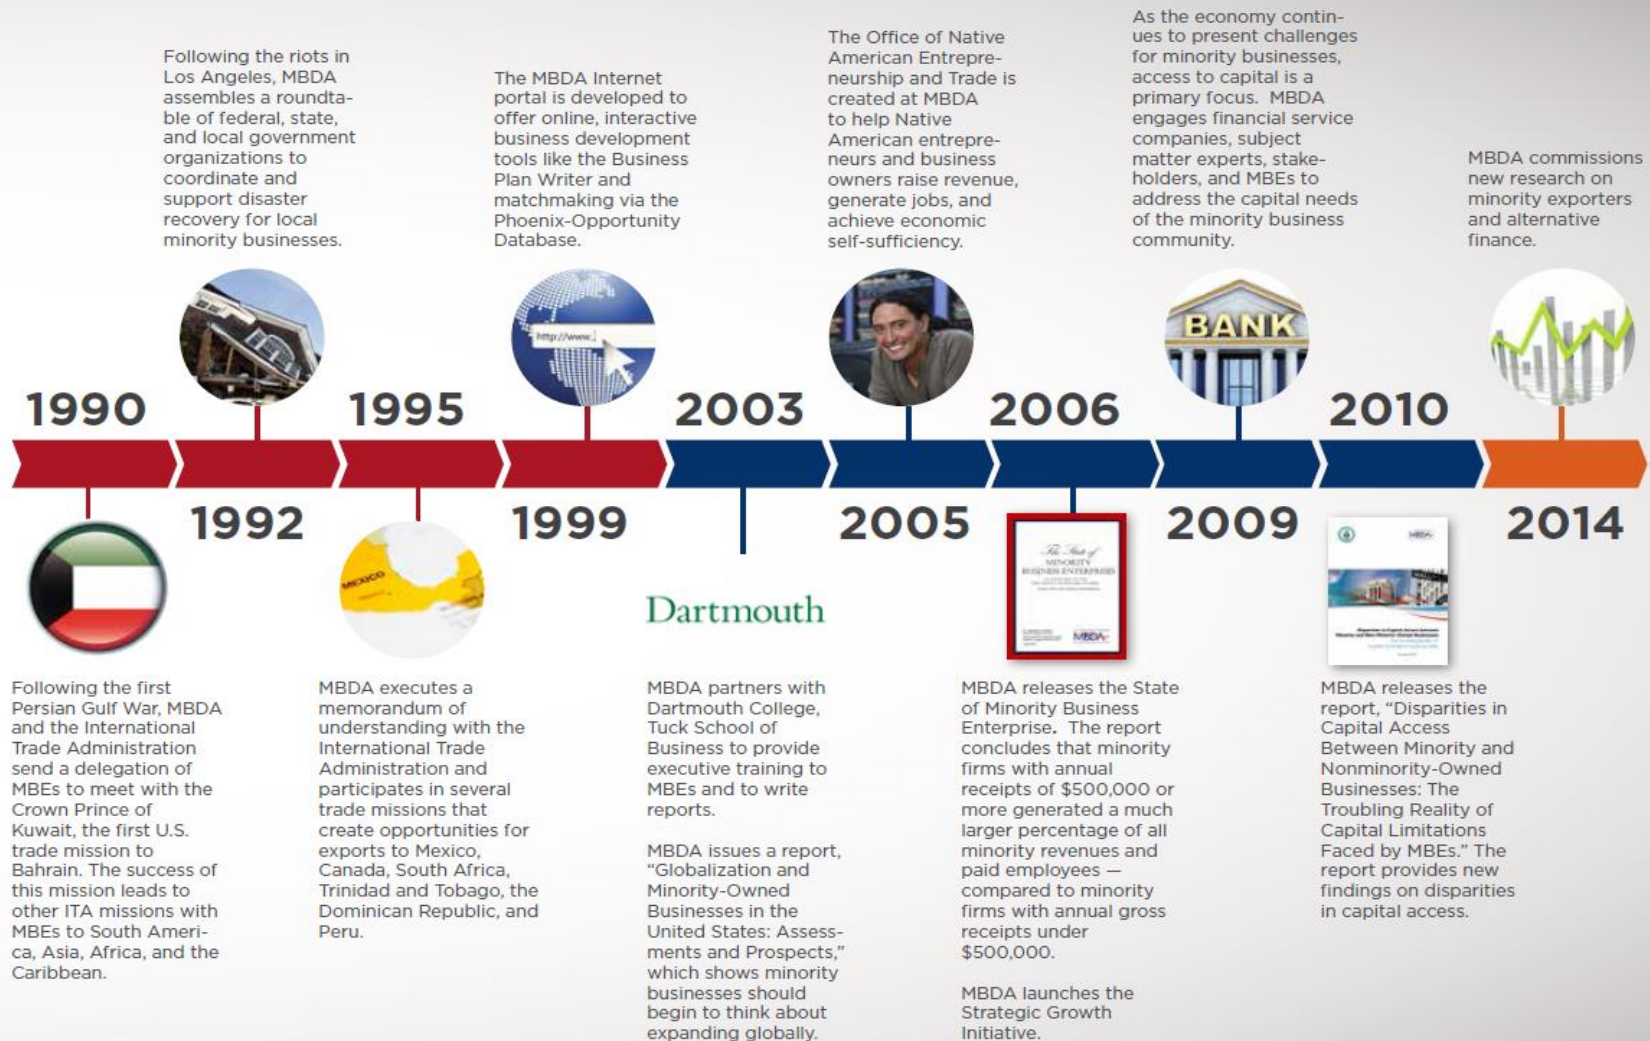 Following the riots in
Los Angeles, MBDA
assembles a roundta-
ble of federal, state,
and local government
organizations to
coordinate and
support disaster
recovery for local
minority businesses.
The MBDA Internet
portal is developed to
offer online, interactive
business development
tools like the Business
Plan Writer and
matchmaking via the
Phoenix-Opportunity
Database.
The Office of Native
American Entrepre-
neurship and Trade is
created at MBDA
to help Native
American entrepre-
neurs and business
owners raise revenue,
generate jobs, and
achieve economic
self-sufficiency.
As the economy contin-
ues to present challenges
for minority businesses,
access to capital is a
primary focus. MBDA
engages financial service
companies, subject
matter experts, stake-
holders, and MBEs to
address the capital needs
of the minority business
community.
MBDA commissions
new research on
minority exporters
and alternative
finance.
http://www.
BANK
1990
1995
2003
2006
2010
1992
1999
2005
2009
2014
MEXICO
Dartmouth
The State of
MINORITY
BUSINESS ENTERPRISES
MBDA
MBDA
Following the first
Persian Gulf War, MBDA
and the International
Trade Administration
send a delegation of
MBEs to meet with the
Crown Prince of
Kuwait, the first U.S.
trade mission to
Bahrain. The success of
this mission leads to
other ITA missions with
MBEs to South Ameri-
ca, Asia, Africa, and the
Caribbean.
MBDA executes a
memorandum of
understanding with the
International Trade
Administration and
participates in several
trade missions that
create opportunities for
exports to Mexico,
Canada, South Africa,
Trinidad and Tobago, the
Dominican Republic, and
Peru.
MBDA partners with
Dartmouth College,
Tuck School of
Business to provide
executive training to
MBEs and to write
reports.
MBDA issues a report,
“Globalization and
Minority-Owned
Businesses in the
United States: Assess-
ments and Prospects,”
which shows minority
businesses should
begin to think about
expanding globally.
MBDA releases the State
of Minority Business
Enterprise. The report
concludes that minority
firms with annual
receipts of $500,000 or
more generated a much
larger percentage of all
minority revenues and
paid employees —
compared to minority
firms with annual gross
receipts under
$500,000.
MBDA launches the
Strategic Growth
Initiative.
MBDA releases the
report, “Disparities in
Capital Access
Between Minority and
Nonminority-Owned
Businesses: The
Troubling Reality of
Capital Limitations
Faced by MBEs.” The
report provides new
findings on disparities
in capital access.